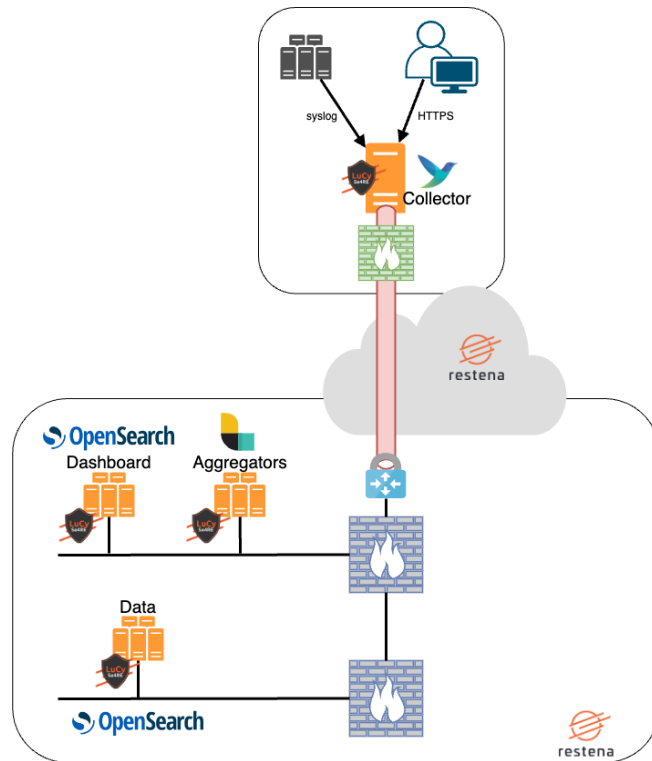 syslog
HTTPS
LuCy
Collector
restena
OpenSearch
Dashboard
Aggregators
LuCy
LuCy
Data
LuCy
OpenSearch
restena